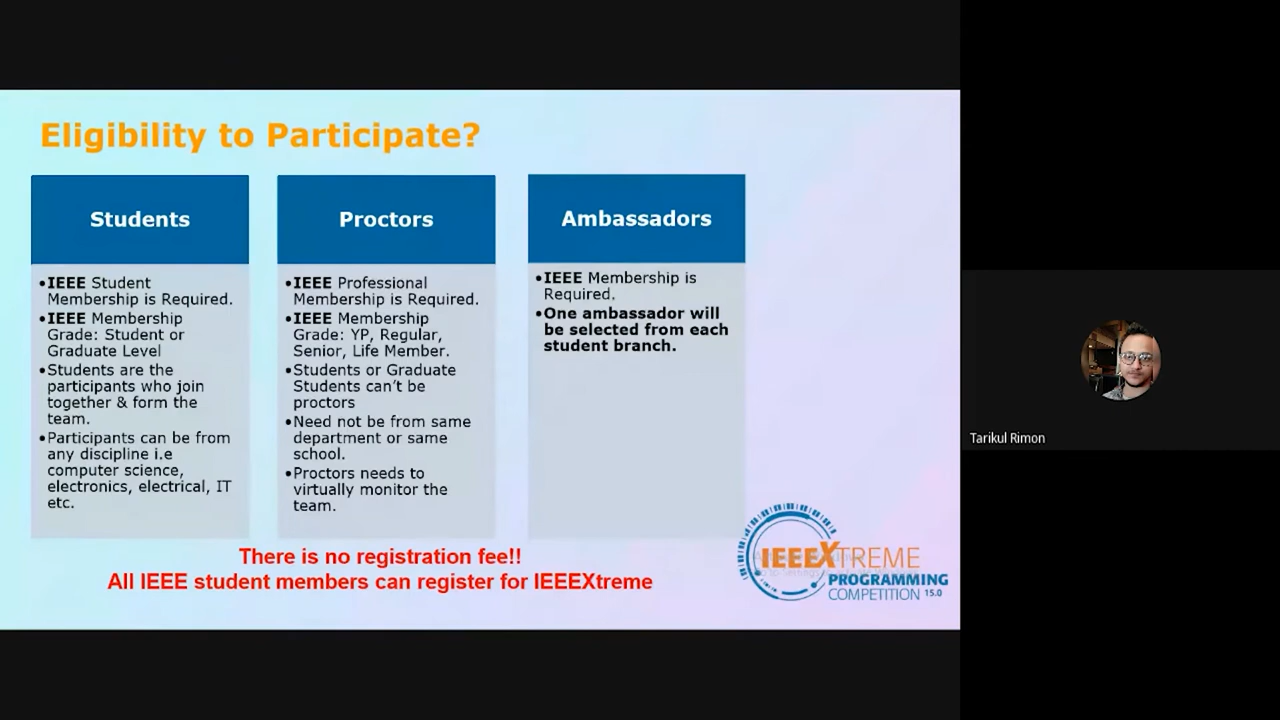 Eligibility to Participate?
Students
•IEEE Student
Membership is Required.
•IEEE Membership
Grade: Student or
Graduate Level
•Students are the
participants who join
together & form the
team.
•Participants can be from
any discipline i.e
computer science,
electronics, electrical, IT
etc.
Proctors
•IEEE Professional
Membership is Required.
•IEEE Membership
Grade: YP, Regular,
Senior, Life Member.
•Students or Graduate
Students can't be
proctors
•Need not be from same
department or same
school.
•Proctors needs to
virtually monitor the
team.
Ambassadors
•IEEE Membership is
Required.
•One ambassador will
be selected from each
student branch.
There is no registration fee!!
All IEEE student members can register for IEEEXtreme
IEEEXTREME
PROGRAMMING
COMPETITION 15.0
Tarikul Rimon